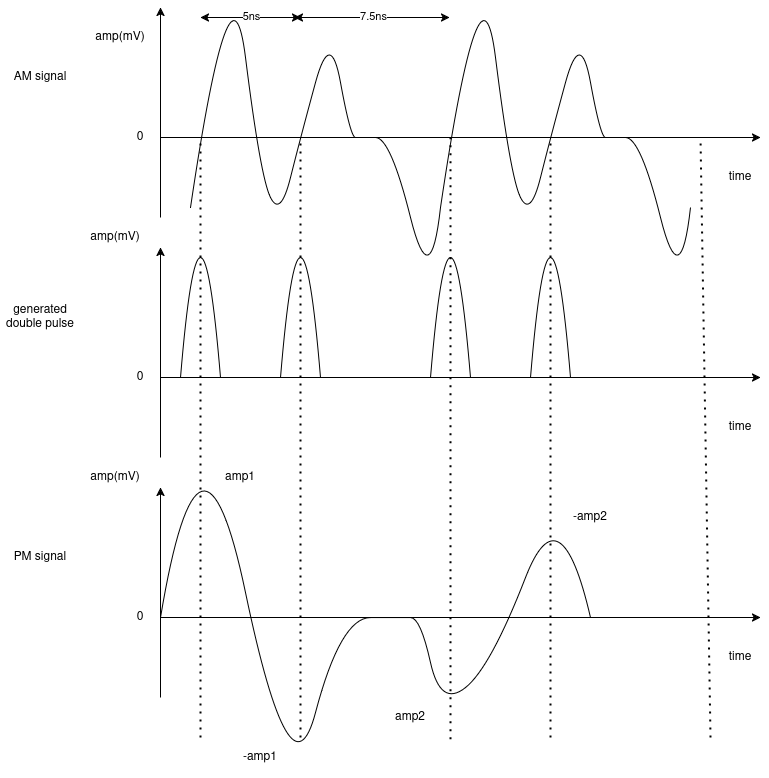 5ns
7.5ns
amp(mV)
AM signal
0
time
amp(mV)
generated
double pulse
0
time
amp(mV)
amp1
-amp2
PM signal
0
time
amp2
-amp1